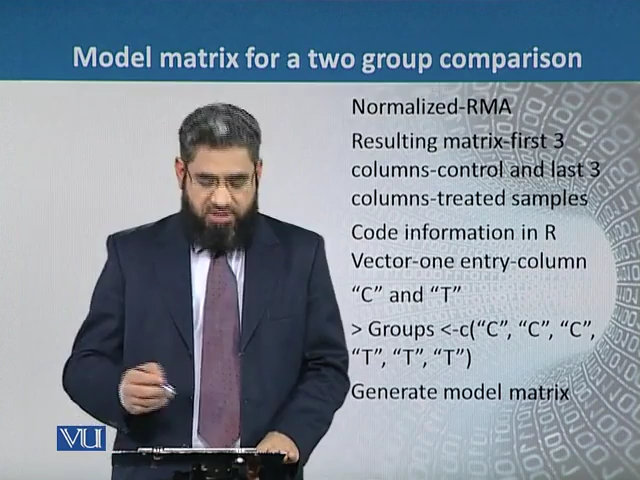 Model matrix for a two group comparison
Normalized-RMA
Resulting matrix-first 3
columns-control and last 3
columns-treated samples
Code information in R
Vector-one entry-column
“C” and “T”
> Groups <-c(“C”, “C”, “C”,
“T”, “T”, “T”)
Generate model matrix
VU